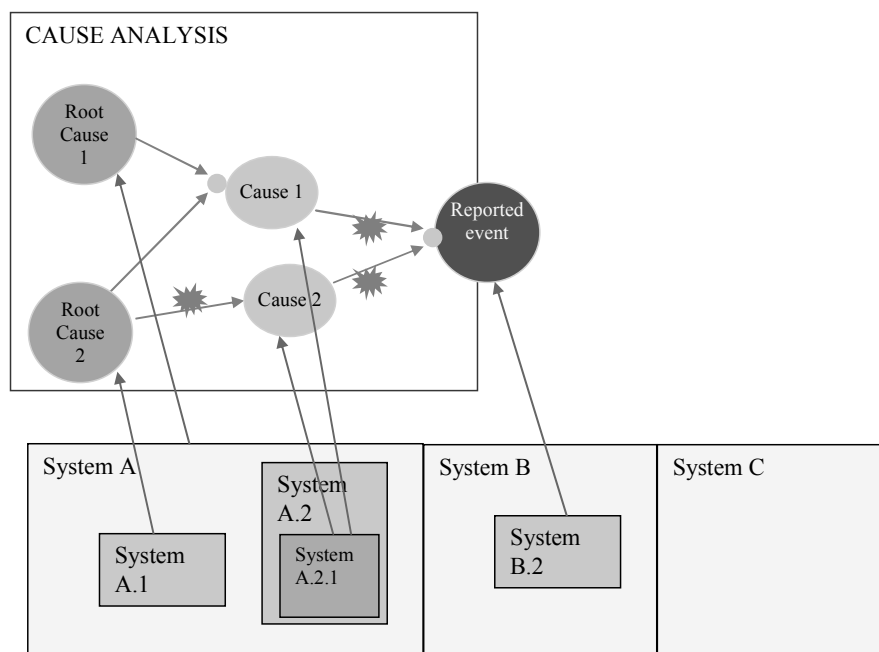 CAUSE ANALYSIS
Root
Cause
1
Cause 1
Reported
event
Root
Cause
2
Cause 2
System A
System
A.1
System
A.2
System
A.2.1
System B
System
B.2
System C